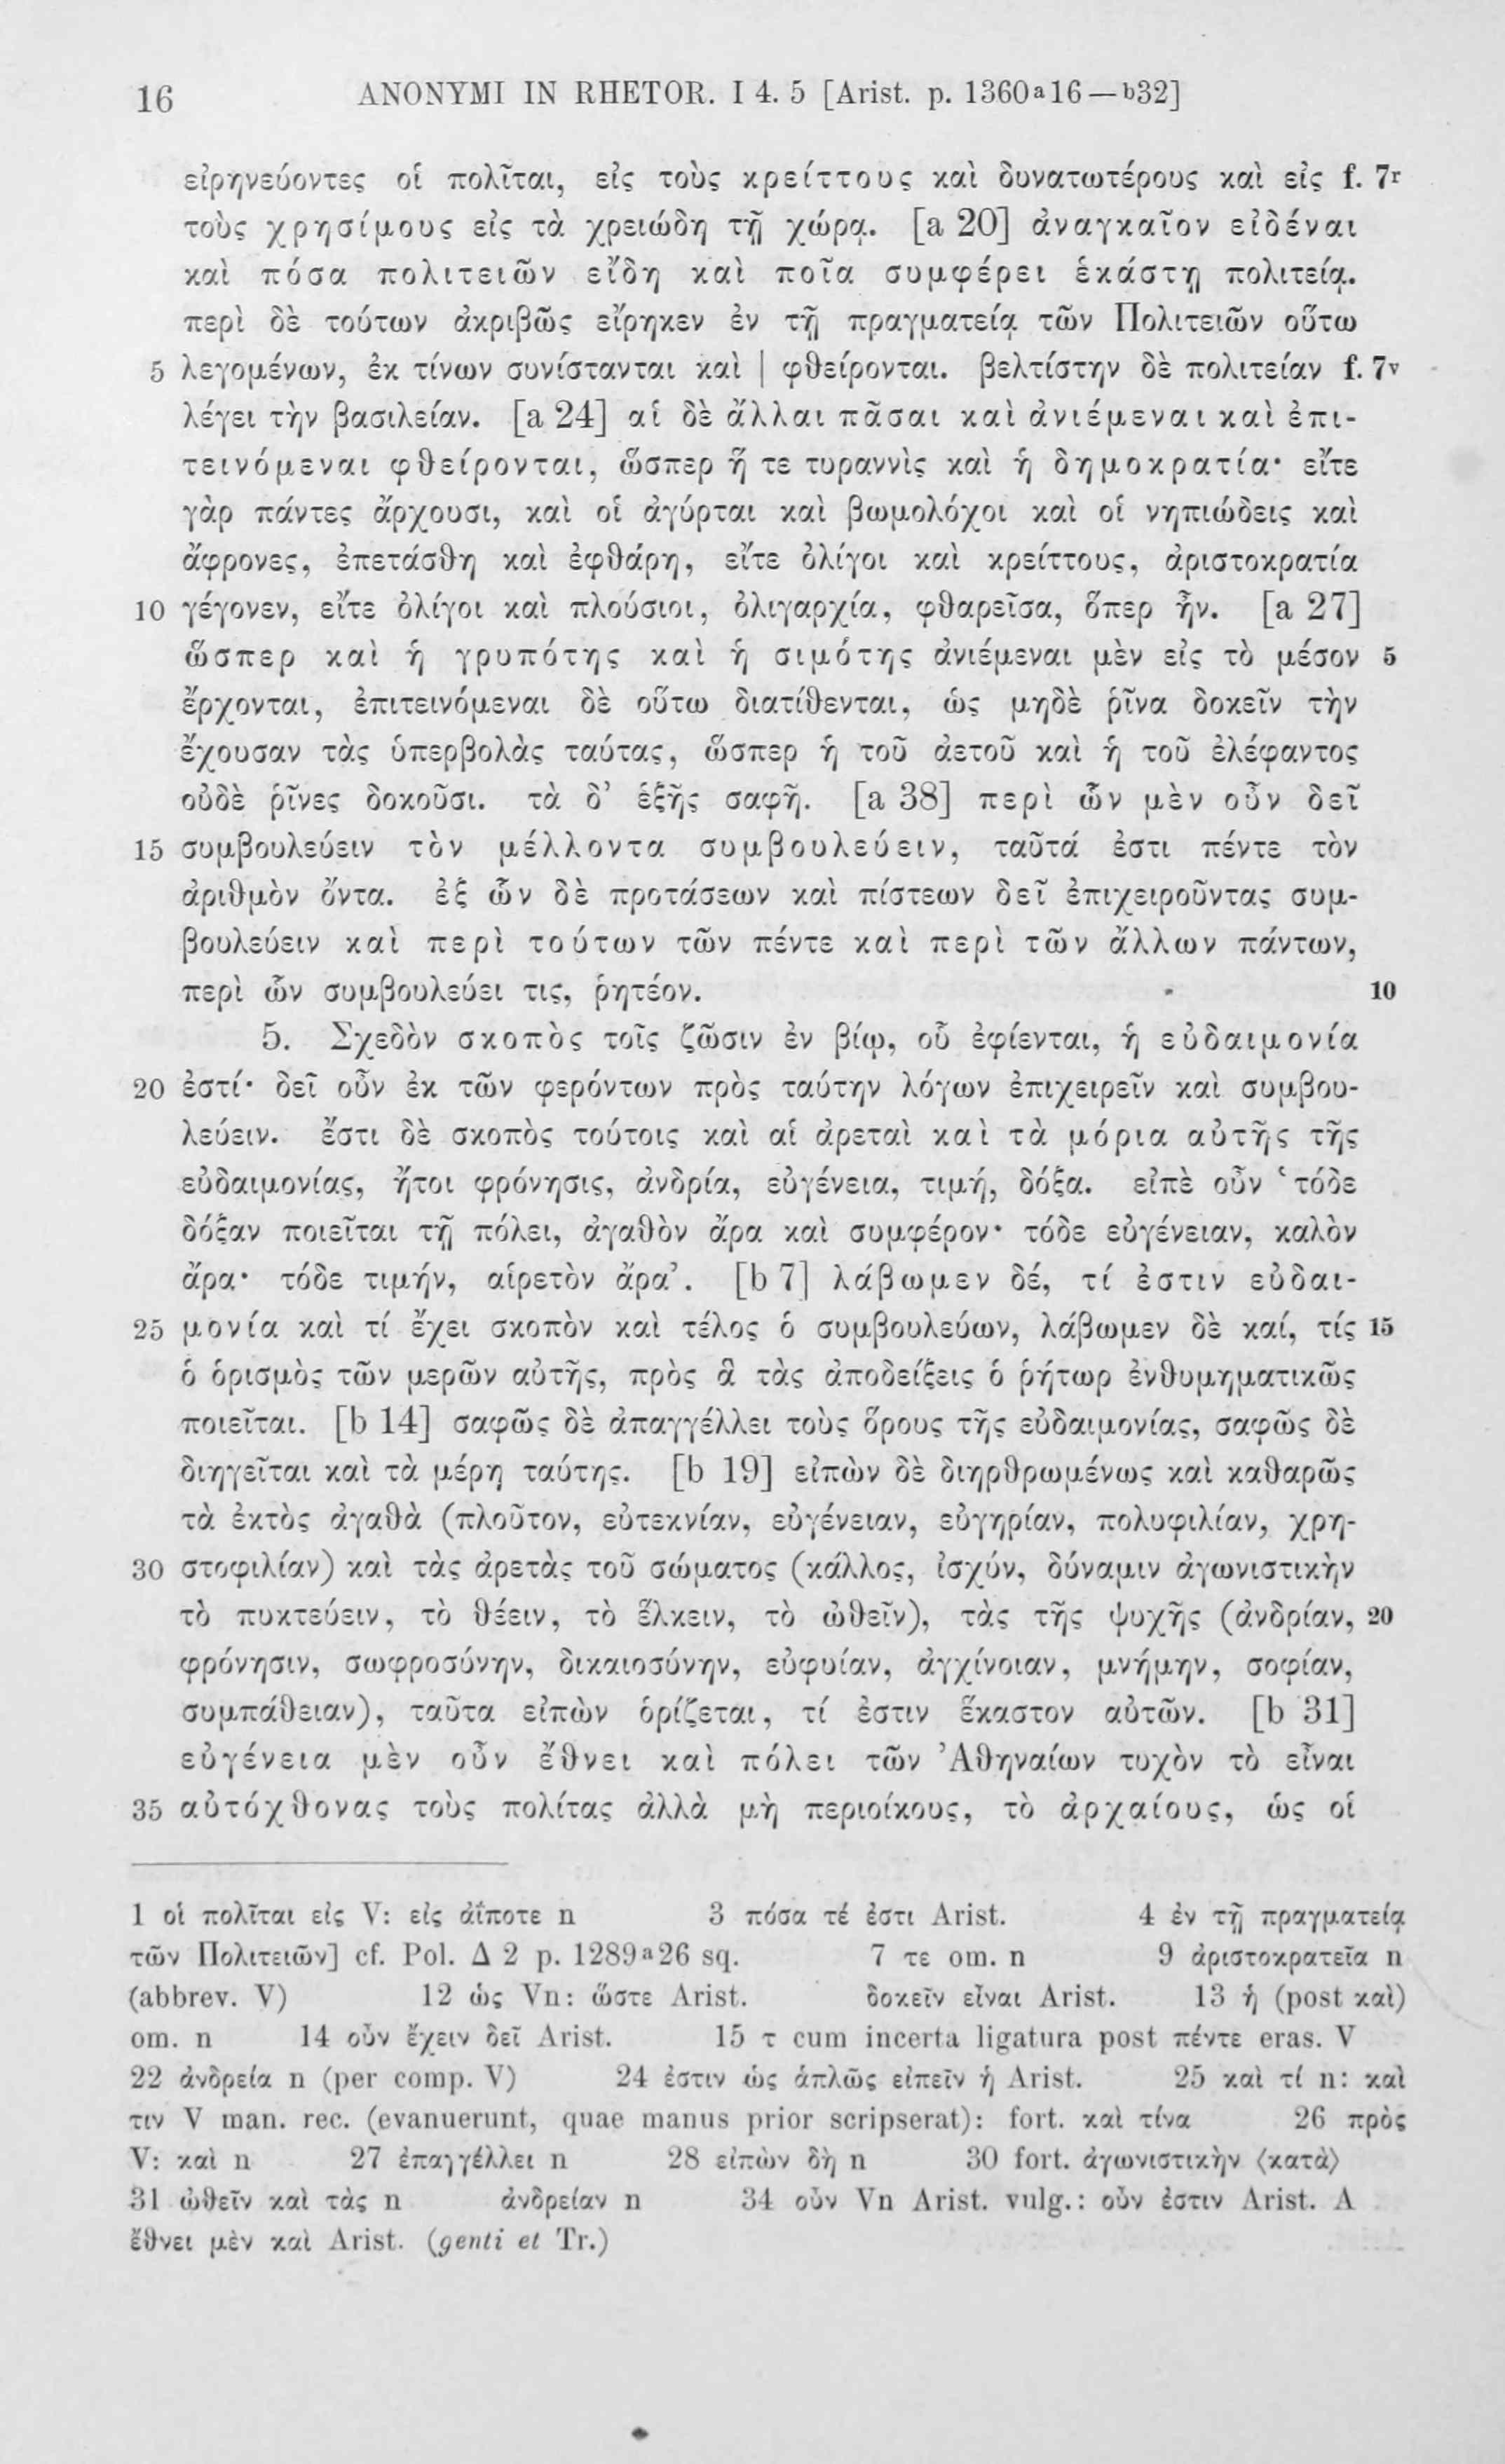 16 ANONYMI IN RHETOR. I 4. 5 [Arist. p. 1360a16—b32]
εἰρηνεύοντες οἱ πολῖται, εἰς τοὺς κρείττους καὶ δυνατωτέρους καὶ εἰς f. 7r
τοὺς χρησίμους εἰς τὰ χρειώδη τῇ χώρᾳ. [a 20] ἀναγκαῖον εἰδέναι
καὶ πόσα πολιτειῶν εἴδη καὶ ποῖα συμφέρει ἑκάστῃ πολιτείᾳ.
περὶ δὲ τούτων ἀκριβῶς εἴρηκεν ἐν τῇ πραγματείᾳ τῶν Πολιτειῶν οὕτω
5 λεγομένων, ἐκ τίνων συνίστανται καὶ | φθείρονται. βελτίστην δὲ πολιτείαν f. 7v
λέγει τὴν βασιλείαν. [a 24] αἱ δὲ ἄλλαι πᾶσαι καὶ ἀνιέμεναι καὶ ἐπι-
τεινόμεναι φθείρονται, ὥσπερ ἥ τε τυραννὶς καὶ ἡ δημοκρατία· εἴτε
γὰρ πάντες ἄρχουσι, καὶ οἱ ἀγύρται καὶ βωμολόχοι καὶ οἱ νηπιώδεις καὶ
ἄφρονες, ἐπετάσθη καὶ ἐφθάρη, εἴτε ὀλίγοι καὶ κρείττους, ἀριστοκρατία
10 γέγονεν, εἴτε ὀλίγοι καὶ πλούσιοι, ὀλιγαρχία, φθαρεῖσα, ὅπερ ἦν. [a 27]
ὥσπερ καὶ ἡ γρυπότης καὶ ἡ σιμότης ἀνιέμεναι μὲν εἰς τὸ μέσον 5
ἔρχονται, ἐπιτεινόμεναι δὲ οὕτω διατίθενται, ὡς μηδὲ ῥῖνα δοκεῖν τὴν
ἔχουσαν τὰς ὑπερβολὰς ταύτας, ὥσπερ ἡ τοῦ ἀετοῦ καὶ ἡ τοῦ ἐλέφαντος
οὐδὲ ῥῖνες δοκοῦσι. τὰ δ’ ἑξῆς σαφῆ. [a 38] περὶ ὧν μὲν οὖν δεῖ
15 συμβουλεύειν τὸν μέλλοντα συμβουλεύειν, ταῦτά ἐστι πέντε τὸν
ἀριθμὸν ὄντα. ἐξ ὧν δὲ προτάσεων καὶ πίστεων δεῖ ἐπιχειροῦντας συμ-
βουλεύειν καὶ περὶ τούτων τῶν πέντε καὶ περὶ τῶν ἄλλων πάντων,
περὶ ὧν συμβουλεύει τις, ῥητέον. 10
5. Σχεδὸν σκοπὸς τοῖς ζῶσιν ἐν βίῳ, οὗ ἐφίενται, ἡ εὐδαιμονία
20 ἐστί· δεῖ οὖν ἐκ τῶν φερόντων πρὸς ταύτην λόγων ἐπιχειρεῖν καὶ συμβου-
λεύειν. ἔστι δὲ σκοπὸς τούτοις καὶ αἱ ἀρεταὶ καὶ τὰ μόρια αὐτῆς τῆς
εὐδαιμονίας, ἤτοι φρόνησις, ἀνδρία, εὐγένεια, τιμή, δόξα. εἰπὲ οὖν ‘τόδε
δόξαν ποιεῖται τῇ πόλει, ἀγαθὸν ἄρα καὶ συμφέρον· τόδε εὐγένειαν, καλὸν
ἄρα· τόδε τιμήν, αἱρετὸν ἄρα’. [b 7] λάβωμεν δέ, τί ἐστιν εὐδαι-
25 μονία καὶ τί ἔχει σκοπὸν καὶ τέλος ὁ συμβουλεύων, λάβωμεν δὲ καί, τίς 15
ὁ ὁρισμὸς τῶν μερῶν αὐτῆς, πρὸς ἃ τὰς ἀποδείξεις ὁ ῥήτωρ ἐνθυμηματικῶς
ποιεῖται. [b 14] σαφῶς δὲ ἀπαγγέλλει τοὺς ὅρους τῆς εὐδαιμονίας, σαφῶς δὲ
διηγεῖται καὶ τὰ μέρη ταύτης. [b 19] εἰπὼν δὲ διηρθρωμένως καὶ καθαρῶς
τὰ ἐκτὸς ἀγαθὰ (πλοῦτον, εὐτεκνίαν, εὐγένειαν, εὐγηρίαν, πολυφιλίαν, χρη-
30 στοφιλίαν) καὶ τὰς ἀρετὰς τοῦ σώματος (κάλλος, ἰσχύν, δύναμιν ἀγωνιστικὴν
τὸ πυκτεύειν, τὸ θέειν, τὸ ἕλκειν, τὸ ὠθεῖν), τὰς τῆς ψυχῆς (ἀνδρίαν, 20
φρόνησιν, σωφροσύνην, δικαιοσύνην, εὐφυίαν, ἀγχίνοιαν, μνήμην, σοφίαν,
συμπάθειαν), ταῦτα εἰπὼν ὁρίζεται, τί ἐστιν ἕκαστον αὐτῶν. [b 31]
εὐγένεια μὲν οὖν ἔθνει καὶ πόλει τῶν Ἀθηναίων τυχὸν τὸ εἶναι
35 αὐτόχθονας τοὺς πολίτας ἀλλὰ μὴ περιοίκους, τὸ ἀρχαίους, ὡς οἱ
1 οἱ πολῖται εἰς V: εἰς ἀΐποτε n 3 πόσα τέ ἐστι Arist. 4 ἐν τῇ πραγματείᾳ
τῶν Πολιτειῶν] cf. Pol. Δ 2 p. 1289a26 sq. 7 τε om. n 9 ἀριστοκρατεῖα n
(abbrev. V) 12 ὡς Vn: ὥστε Arist. δοκεῖν εἶναι Arist. 13 ἡ (post καὶ)
om. n 14 οὖν ἔχειν δεῖ Arist. 15 τ cum incerta ligatura post πέντε eras. V
22 ἀνδρεία n (per comp. V) 24 ἐστιν ὡς ἁπλῶς εἰπεῖν ἡ Arist. 25 καὶ τί n: καὶ
τιν V man. rec. (evanuerunt, quae manus prior scripserat): fort. καὶ τίνα 26 πρὸς
V: καὶ n 27 ἐπαγγέλλει n 28 εἰπὼν δὴ n 30 fort. ἀγωνιστικὴν ⟨κατὰ⟩
31 ὠθεῖν καὶ τὰς n ἀνδρείαν n 34 οὖν Vn Arist. vulg.: οὖν ἐστιν Arist. A
ἔθνει μὲν καὶ Arist. (genti et Tr.)